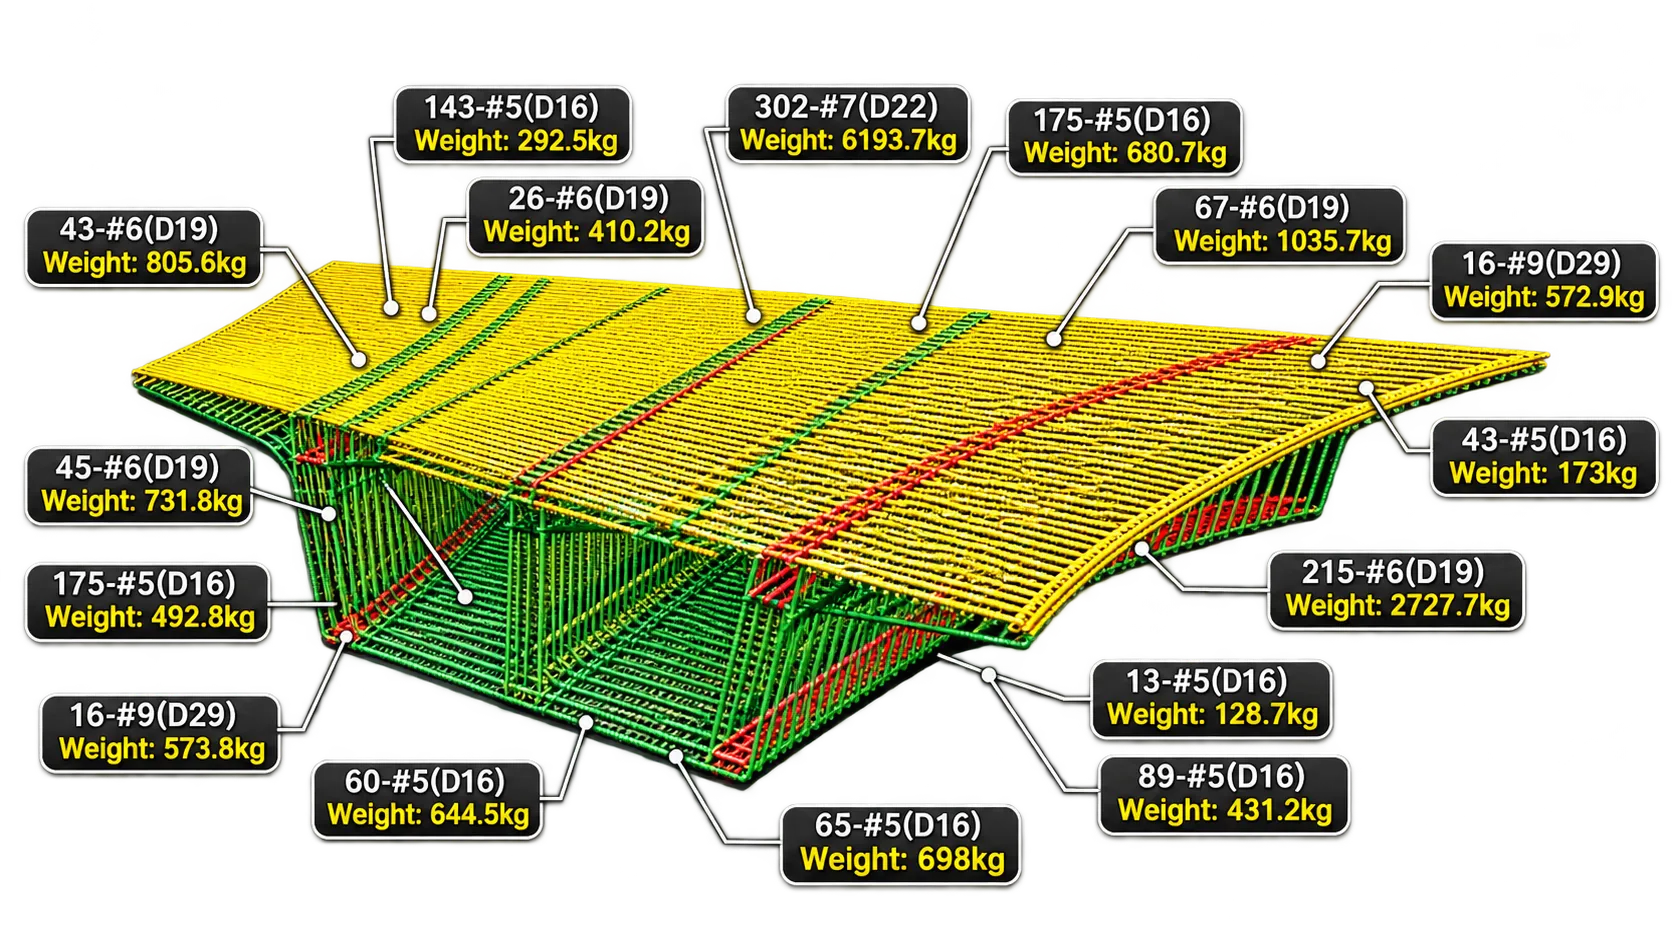 143-#5(D16)
Weight: 292.5kg
302-#7(D22)
Weight: 6193.7kg
175-#5(D16)
Weight: 680.7kg
26-#6(D19)
Weight: 410.2kg
67-#6(D19)
Weight: 1035.7kg
43-#6(D19)
Weight: 805.6kg
16-#9(D29)
Weight: 572.9kg
43-#5(D16)
Weight: 173kg
45-#6(D19)
Weight: 731.8kg
215-#6(D19)
Weight: 2727.7kg
175-#5(D16)
Weight: 492.8kg
13-#5(D16)
Weight: 128.7kg
16-#9(D29)
Weight: 573.8kg
60-#5(D16)
Weight: 644.5kg
89-#5(D16)
Weight: 431.2kg
65-#5(D16)
Weight: 698kg